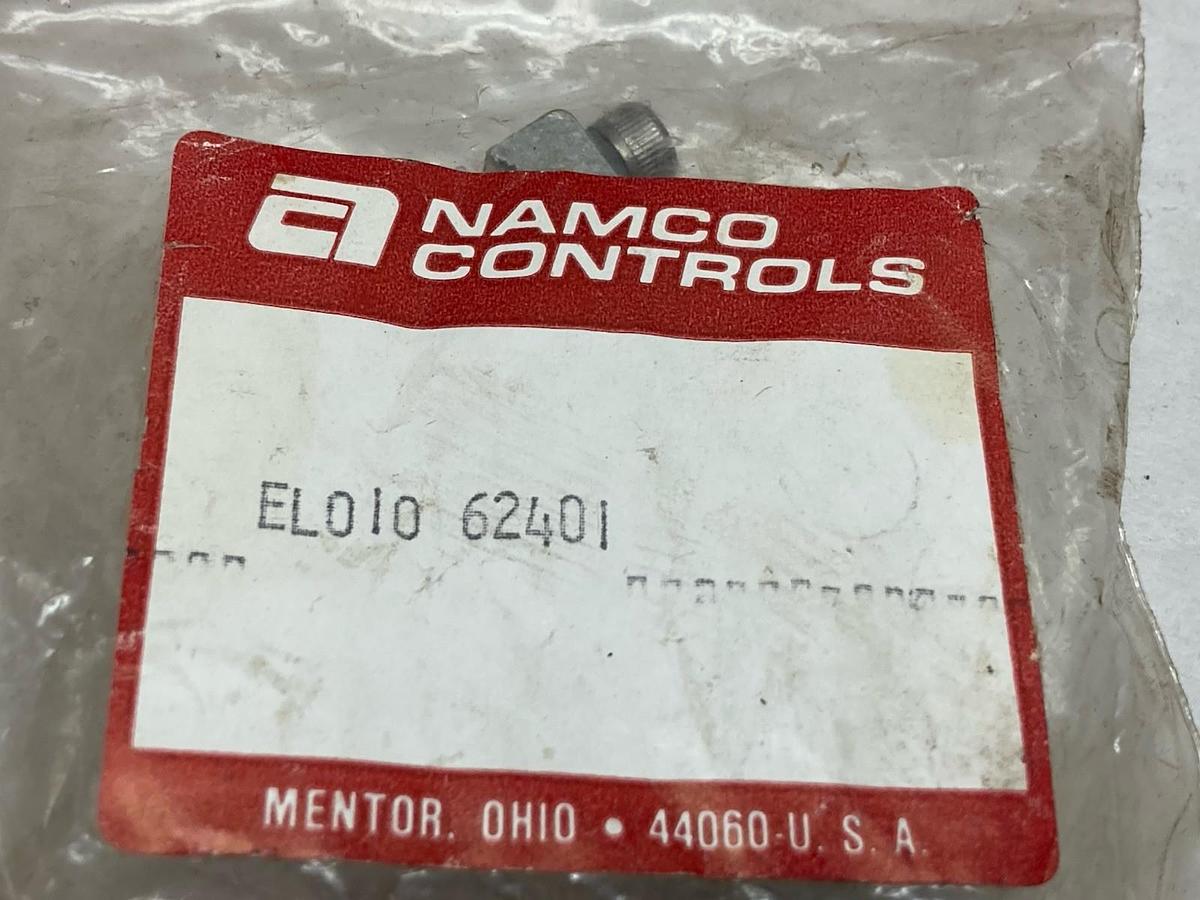 NAMCO
CONTROLS
EL010 62401
MENTOR. OHIO • 44060-U. S. A.